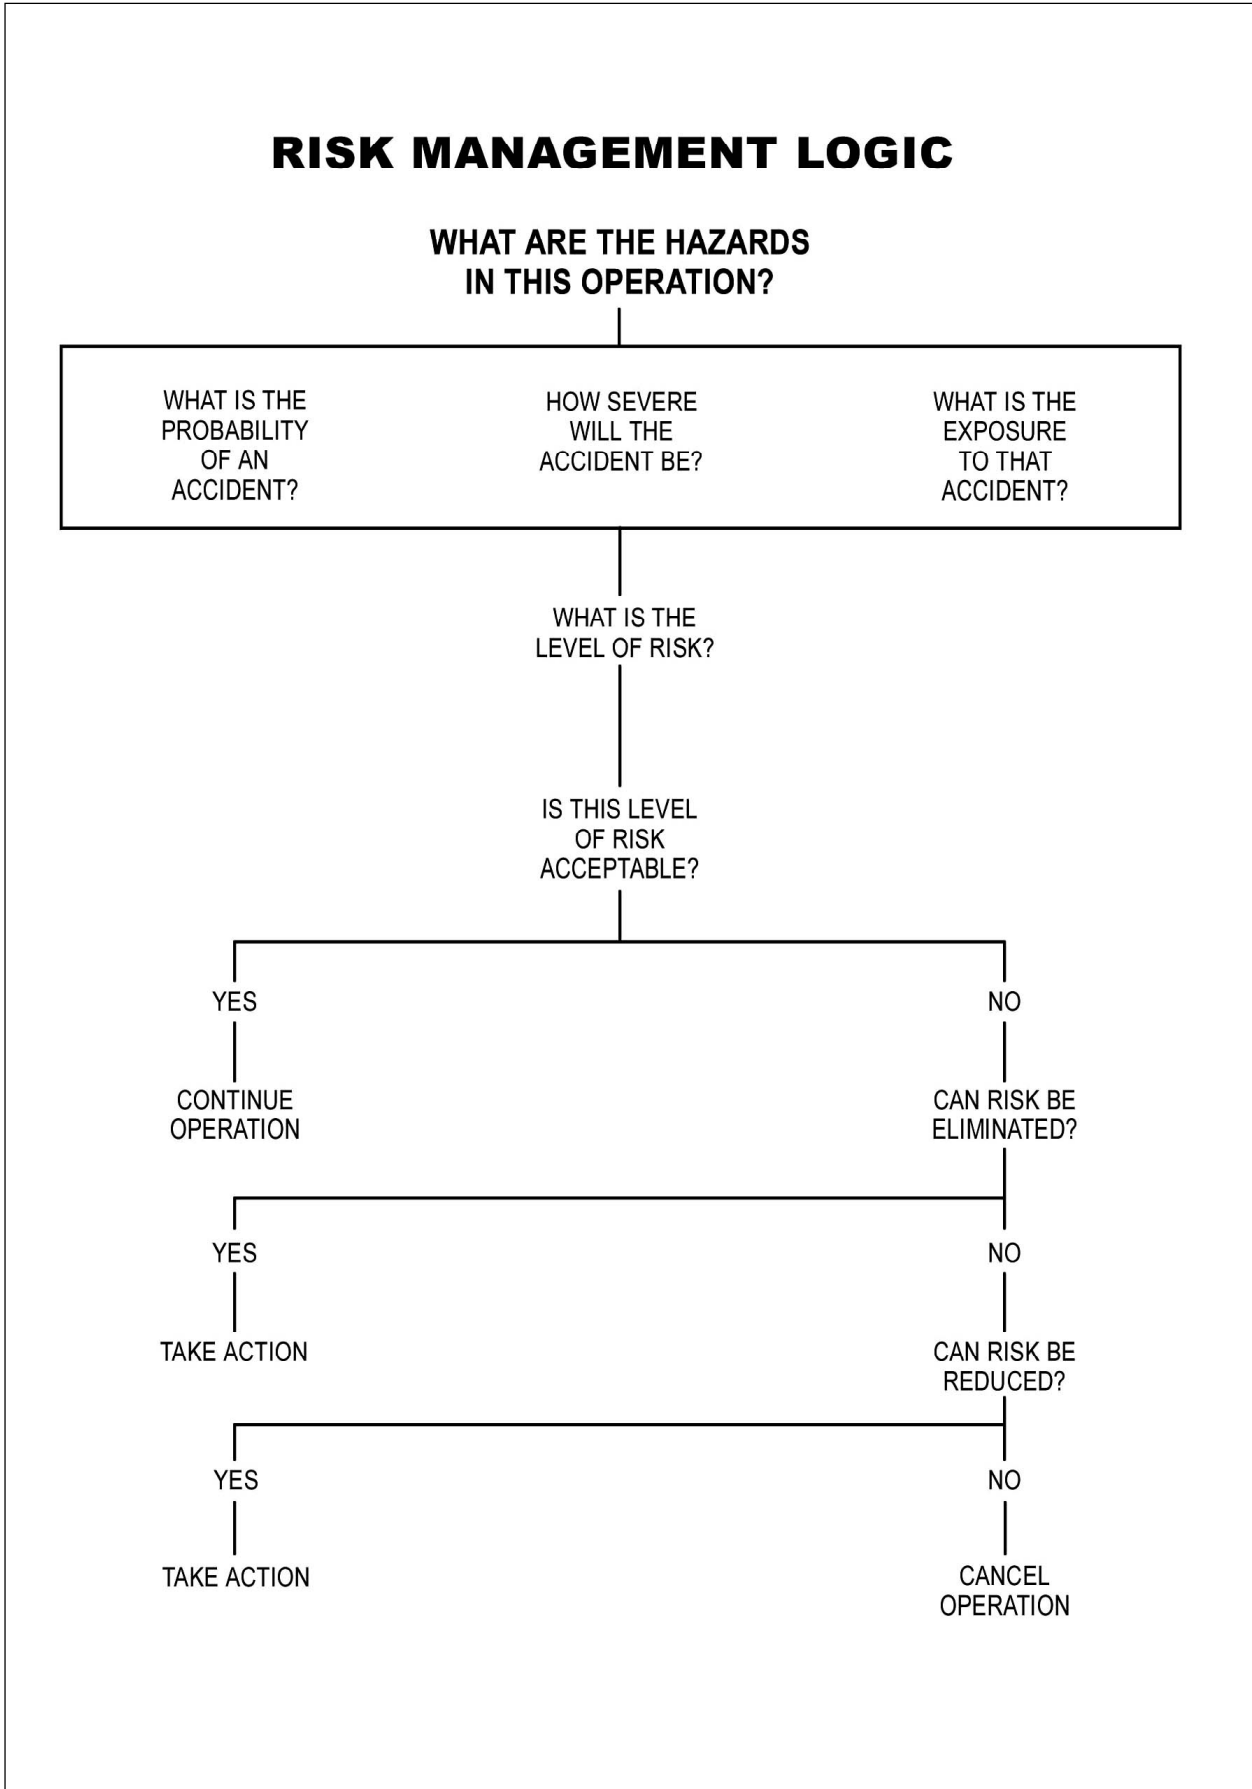 RISK MANAGEMENT LOGIC
WHAT ARE THE HAZARDS
IN THIS OPERATION?
WHAT IS THE
PROBABILITY
OF AN
ACCIDENT?
HOW SEVERE
WILL THE
ACCIDENT BE?
WHAT IS THE
EXPOSURE
TO THAT
ACCIDENT?
WHAT IS THE
LEVEL OF RISK?
IS THIS LEVEL
OF RISK
ACCEPTABLE?
YES
NO
CONTINUE
OPERATION
CAN RISK BE
ELIMINATED?
YES
NO
TAKE ACTION
CAN RISK BE
REDUCED?
YES
NO
TAKE ACTION
CANCEL
OPERATION